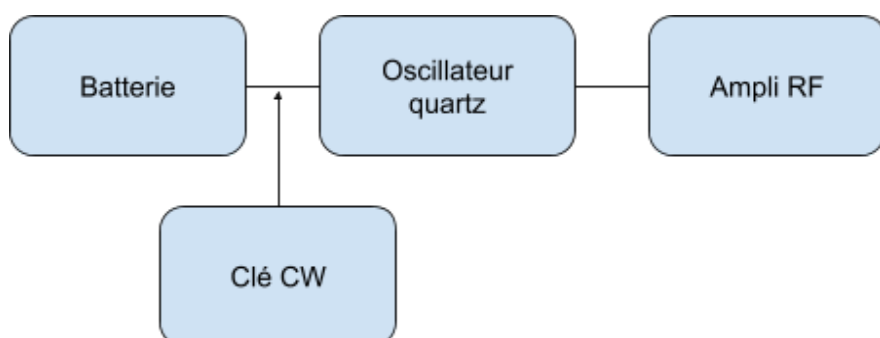 Batterie
Oscillateur
quartz
Ampli RF
Clé CW